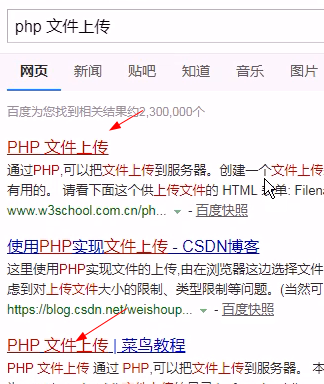 php 文件上传
网页 新闻 贴吧 知道 音乐 图片
百度为您找到相关结果约2,300,000个
PHP 文件上传
通过PHP,可以把文件上传到服务器。创建一个文件上传
有用的。 请看下面这个供上传文件的 HTML 表单: Filena
www.w3school.com.cn/ph... - 百度快照
使用PHP实现文件上传 - CSDN博客
这里使用PHP实现文件的上传,由在浏览器这边选择文件
虑到对上传文件大小的限制、类型限制等问题。(当然可
https://blog.csdn.net/weishoup... - 百度快照
PHP 文件上传 | 菜鸟教程
PHP 文件上传 通过 PHP,可以把文件上传到服务器。 本